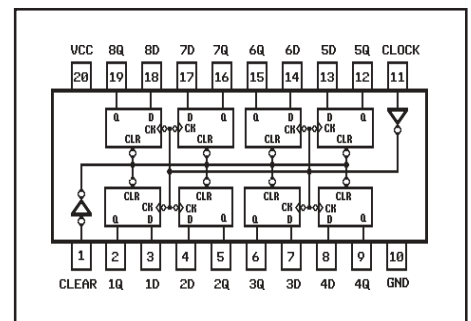 VCC 8Q 8D 7D 7Q 6Q 6D 5D 5Q CLOCK
20 19 18 17 16 15 14 13 12 11
Q D D Q Q D D Q
CK CK CK CK
CLR CLR CLR CLR
CLR CLR CLR CLR
CK CK CK CK
Q D D Q Q D D Q
1 2 3 4 5 6 7 8 9 10
CLEAR 1Q 1D 2D 2Q 3Q 3D 4D 4Q GND